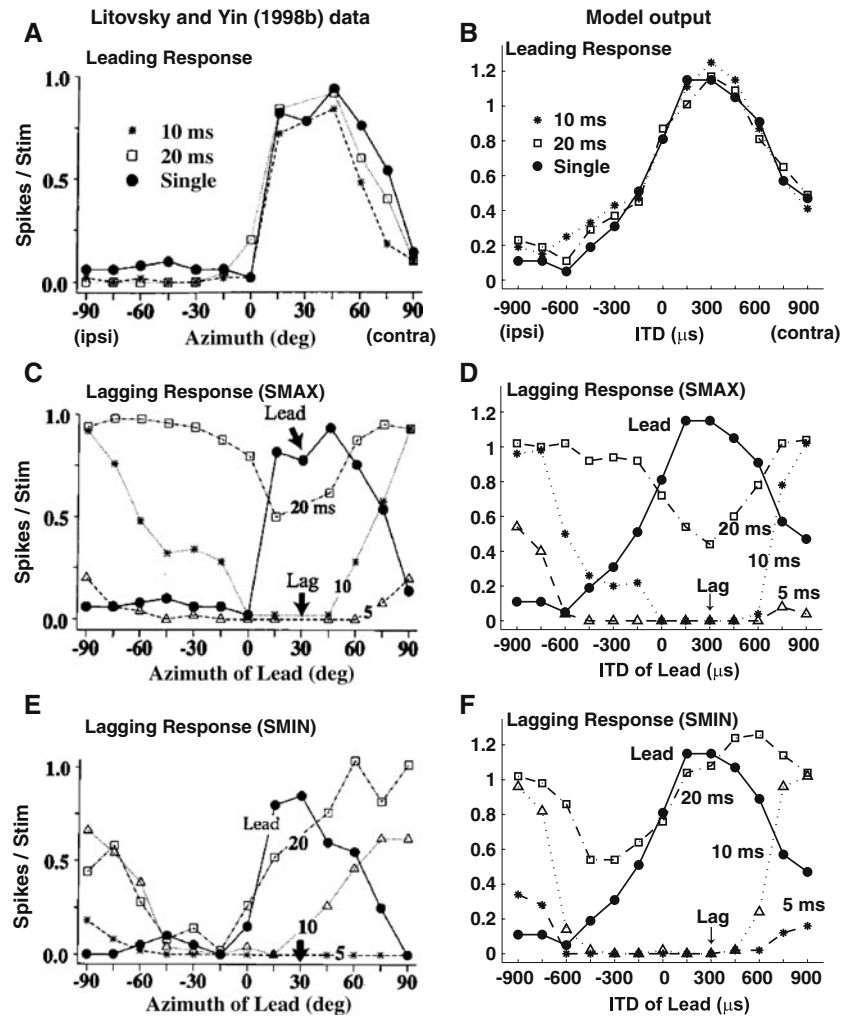 Litovsky and Yin (1998b) data
Model output
A
Leading Response
Spikes / Stim
1.0
0.5
0.0
10 ms
20 ms
Single
-90 -60 -30 0 30 60 90
(ipsi) Azimuth (deg) (contra)
B
Leading Response
1.2
1
0.8
0.6
0.4
0.2
0
10 ms
20 ms
Single
-900 -600 -300 0 300 600 900
(ipsi) ITD (μs) (contra)
C
Lagging Response (SMAX)
1.0
0.5
0.0
Lead
20 ms
Lag
10
5
-90 -60 -30 0 30 60 90
Azimuth of Lead (deg)
D
Lagging Response (SMAX)
1.2
1
0.8
0.6
0.4
0.2
0
Lead
20 ms
10 ms
Lag
5 ms
-900 -600 -300 0 300 600 900
ITD of Lead (μs)
E
Lagging Response (SMIN)
Spikes / Stim
1.0
0.5
0.0
Lead
20
10
5
-90 -60 -30 0 30 60 90
Azimuth of Lead (deg)
F
Lagging Response (SMIN)
1.2
1
0.8
0.6
0.4
0.2
0
Lead
20 ms
10 ms
Lag
5 ms
-900 -600 -300 0 300 600 900
ITD of Lead (μs)